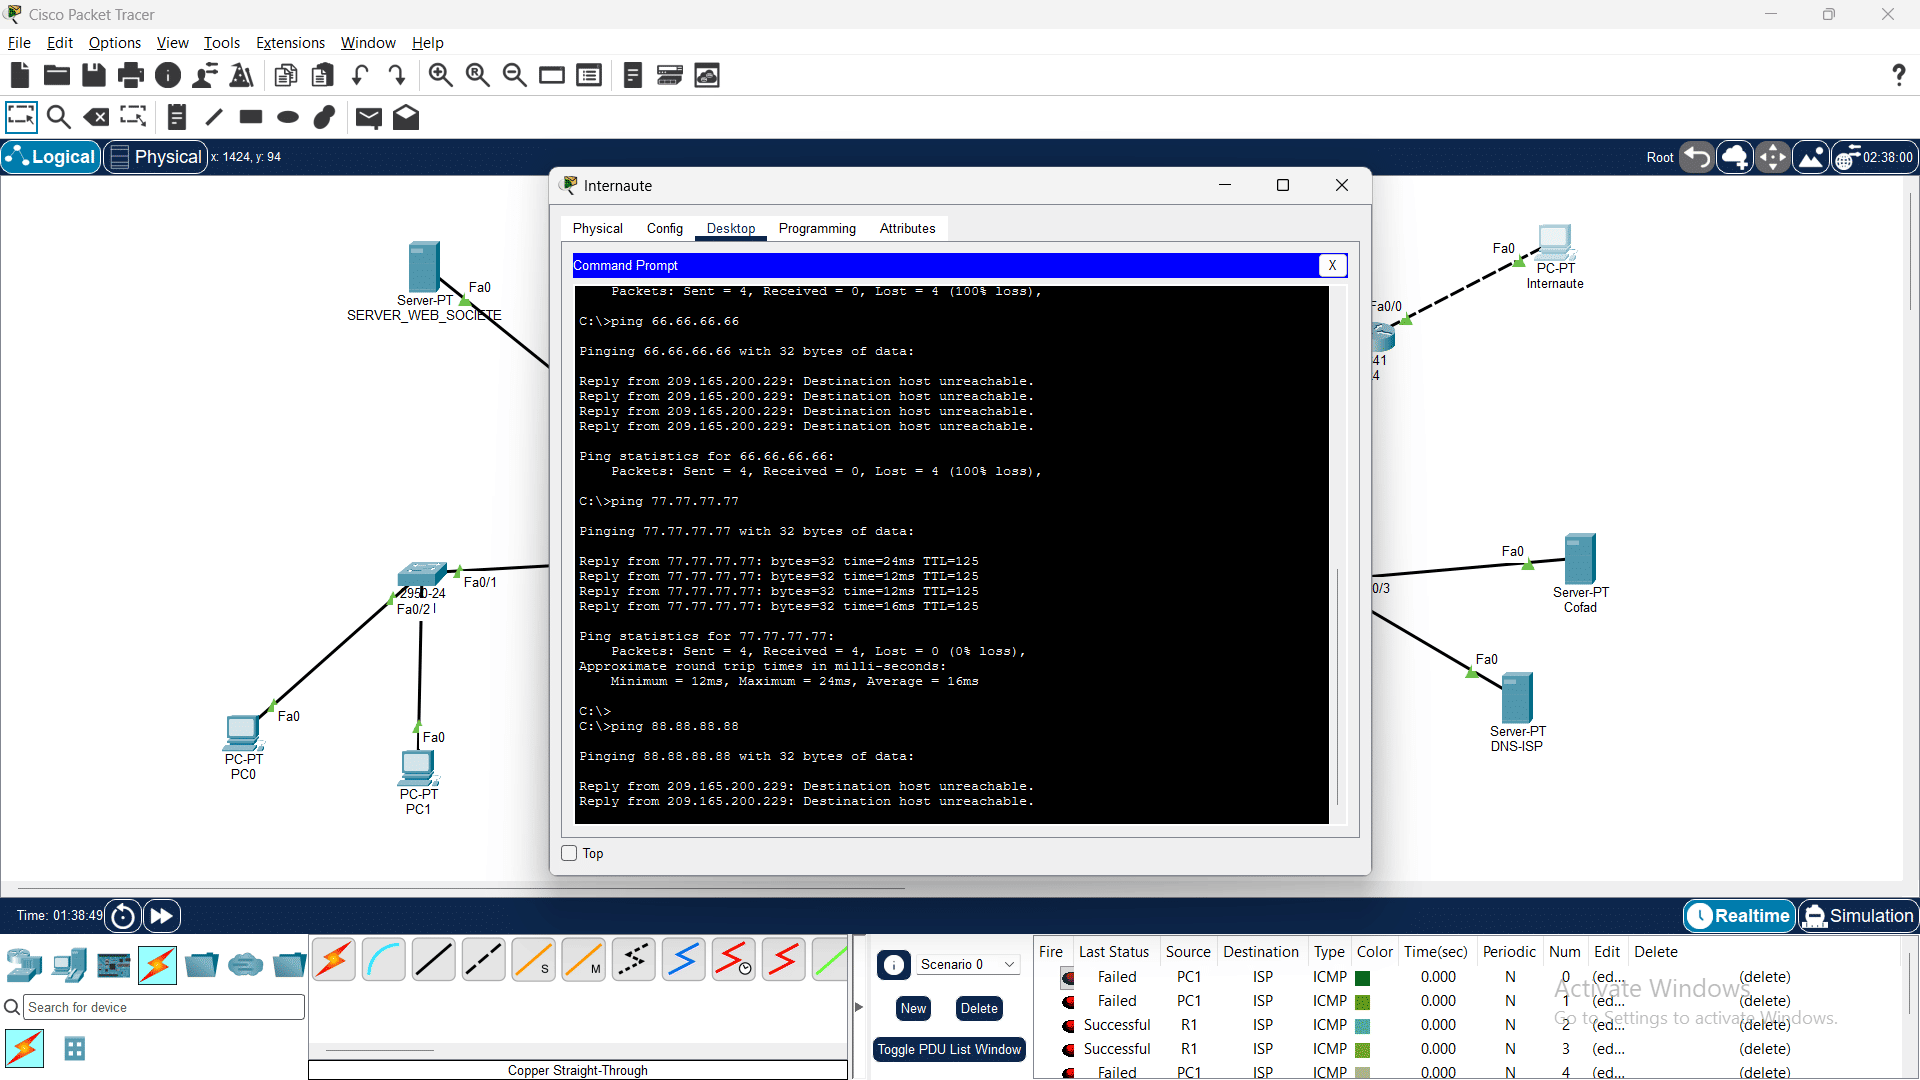 Cisco Packet Tracer
File Edit Options View Tools Extensions Window Help
Logical Physical x: 1424, y: 94
Root 02:38:00
Fa0
Server-PT
SERVER_WEB_SOCIETE
Fa0/1
2950-24
Fa0/2
Fa0
PC-PT
PC0
Fa0
PC-PT
PC1
Internaute
Physical Config Desktop Programming Attributes
Command Prompt X
Packets: Sent = 4, Received = 0, Lost = 4 (100% loss),
C:\>ping 66.66.66.66
Pinging 66.66.66.66 with 32 bytes of data:
Reply from 209.165.200.229: Destination host unreachable.
Reply from 209.165.200.229: Destination host unreachable.
Reply from 209.165.200.229: Destination host unreachable.
Reply from 209.165.200.229: Destination host unreachable.
Ping statistics for 66.66.66.66:
Packets: Sent = 4, Received = 0, Lost = 4 (100% loss),
C:\>ping 77.77.77.77
Pinging 77.77.77.77 with 32 bytes of data:
Reply from 77.77.77.77: bytes=32 time=24ms TTL=125
Reply from 77.77.77.77: bytes=32 time=12ms TTL=125
Reply from 77.77.77.77: bytes=32 time=12ms TTL=125
Reply from 77.77.77.77: bytes=32 time=16ms TTL=125
Ping statistics for 77.77.77.77:
Packets: Sent = 4, Received = 4, Lost = 0 (0% loss),
Approximate round trip times in milli-seconds:
Minimum = 12ms, Maximum = 24ms, Average = 16ms
C:\>
C:\>ping 88.88.88.88
Pinging 88.88.88.88 with 32 bytes of data:
Reply from 209.165.200.229: Destination host unreachable.
Reply from 209.165.200.229: Destination host unreachable.
Top
Fa0
PC-PT
Internaute
Fa0/0
41
4
Fa0
0/3
Server-PT
Cofad
Fa0
Server-PT
DNS-ISP
Time: 01:38:49
Realtime Simulation
Search for device
S M
Copper Straight-Through
Scenario 0
New Delete
Toggle PDU List Window
Fire Last Status Source Destination Type Color Time(sec) Periodic Num Edit Delete
Failed PC1 ISP ICMP 0.000 N 0 (ed... (delete)
Failed PC1 ISP ICMP 0.000 N 1 (ed... (delete)
Successful R1 ISP ICMP 0.000 N 2 (ed... (delete)
Successful R1 ISP ICMP 0.000 N 3 (ed... (delete)
Failed PC1 ISP ICMP 0.000 N 4 (ed... (delete)
Activate Windows
Go to Settings to activate Windows.